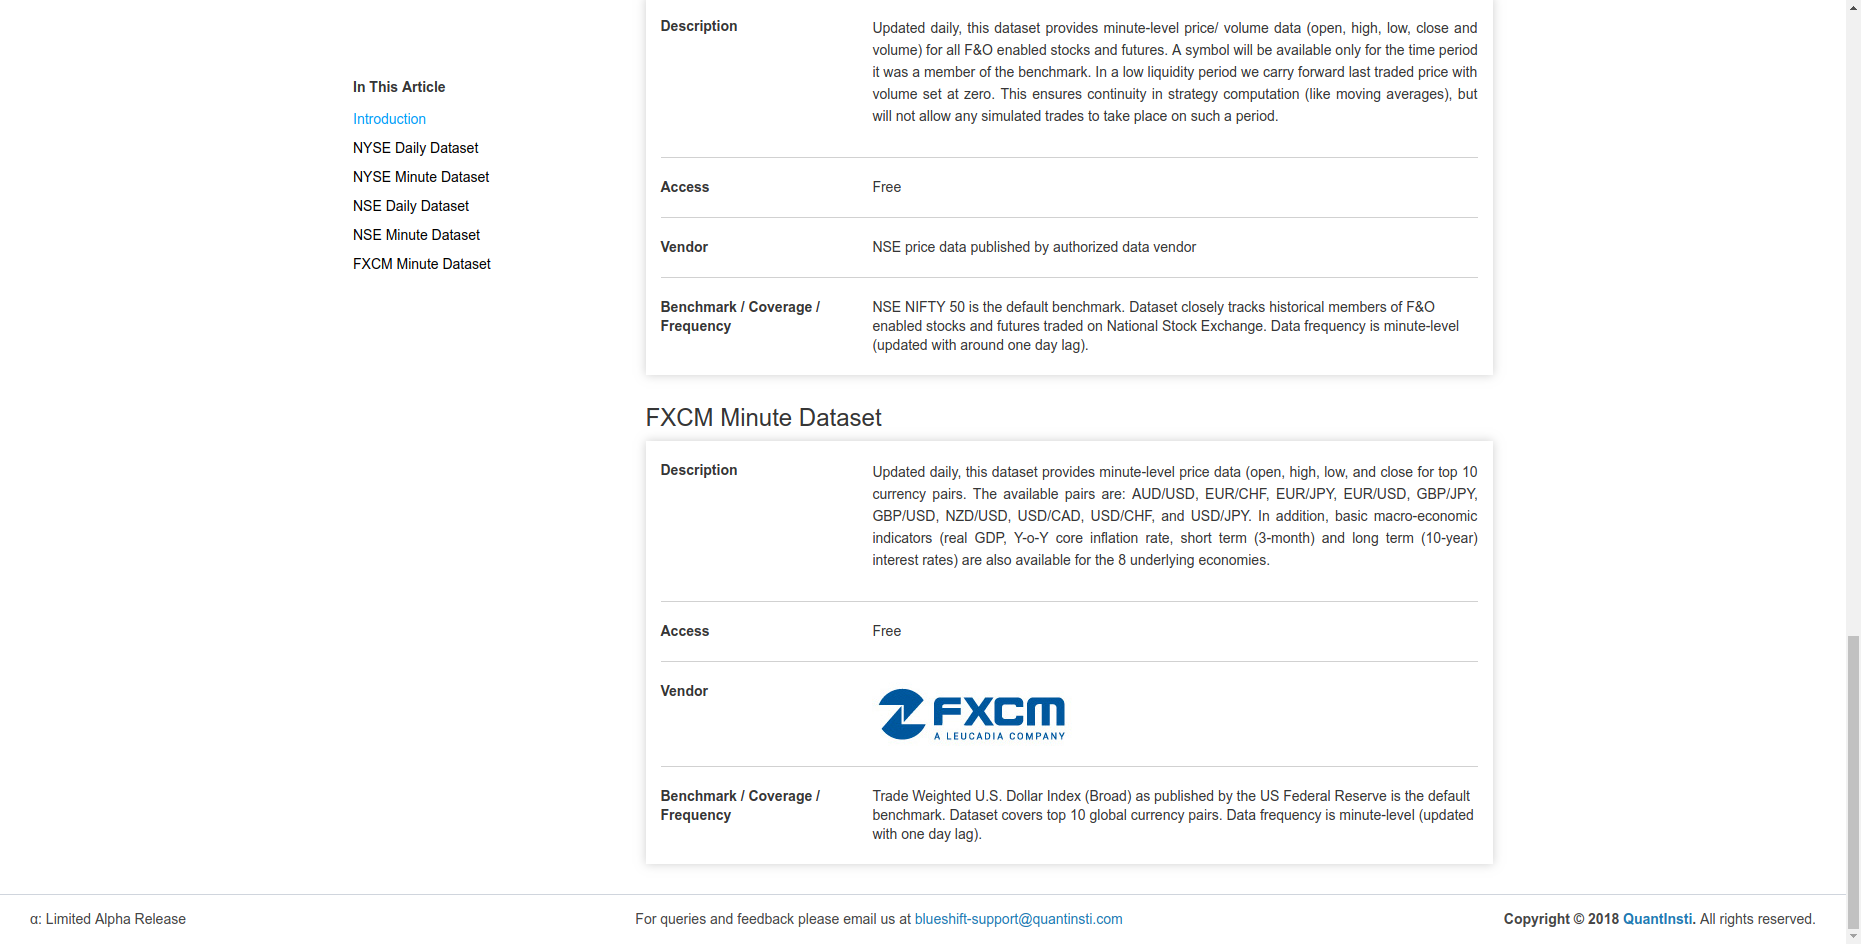 In This Article
Introduction
NYSE Daily Dataset
NYSE Minute Dataset
NSE Daily Dataset
NSE Minute Dataset
FXCM Minute Dataset
Description
Updated daily, this dataset provides minute-level price/ volume data (open, high, low, close and
volume) for all F&O enabled stocks and futures. A symbol will be available only for the time period
it was a member of the benchmark. In a low liquidity period we carry forward last traded price with
volume set at zero. This ensures continuity in strategy computation (like moving averages), but
will not allow any simulated trades to take place on such a period.
Access
Free
Vendor
NSE price data published by authorized data vendor
Benchmark / Coverage /
Frequency
NSE NIFTY 50 is the default benchmark. Dataset closely tracks historical members of F&O
enabled stocks and futures traded on National Stock Exchange. Data frequency is minute-level
(updated with around one day lag).
FXCM Minute Dataset
Description
Updated daily, this dataset provides minute-level price data (open, high, low, and close for top 10
currency pairs. The available pairs are: AUD/USD, EUR/CHF, EUR/JPY, EUR/USD, GBP/JPY,
GBP/USD, NZD/USD, USD/CAD, USD/CHF, and USD/JPY. In addition, basic macro-economic
indicators (real GDP, Y-o-Y core inflation rate, short term (3-month) and long term (10-year)
interest rates) are also available for the 8 underlying economies.
Access
Free
Vendor
FXCM
A LEUCADIA COMPANY
Benchmark / Coverage /
Frequency
Trade Weighted U.S. Dollar Index (Broad) as published by the US Federal Reserve is the default
benchmark. Dataset covers top 10 global currency pairs. Data frequency is minute-level (updated
with one day lag).
α: Limited Alpha Release
For queries and feedback please email us at blueshift-support@quantinsti.com
Copyright © 2018 QuantInsti. All rights reserved.